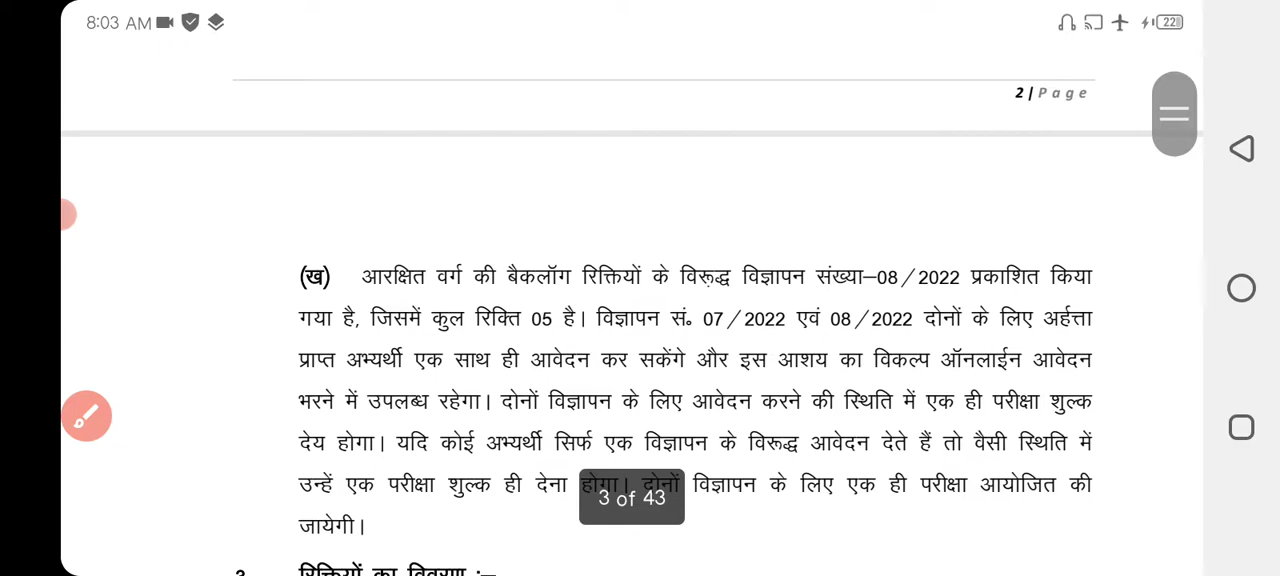 8:03 AM
22
2 | P a g e
(ख) आरक्षित वर्ग की बैकलॉग रिक्तियों के विरूद्ध विज्ञापन संख्या–08/2022 प्रकाशित किया
गया है, जिसमें कुल रिक्ति 05 है। विज्ञापन सं॰ 07/2022 एवं 08/2022 दोनों के लिए अर्हत्ता
प्राप्त अभ्यर्थी एक साथ ही आवेदन कर सकेंगे और इस आशय का विकल्प ऑनलाईन आवेदन
भरने में उपलब्ध रहेगा। दोनों विज्ञापन के लिए आवेदन करने की स्थिति में एक ही परीक्षा शुल्क
देय होगा। यदि कोई अभ्यर्थी सिर्फ एक विज्ञापन के विरूद्ध आवेदन देते हैं तो वैसी स्थिति में
उन्हें एक परीक्षा शुल्क ही देना होगा। दोनों विज्ञापन के लिए एक ही परीक्षा आयोजित की
3 of 43
जायेगी।
3. रिक्तियों का विवरण :–